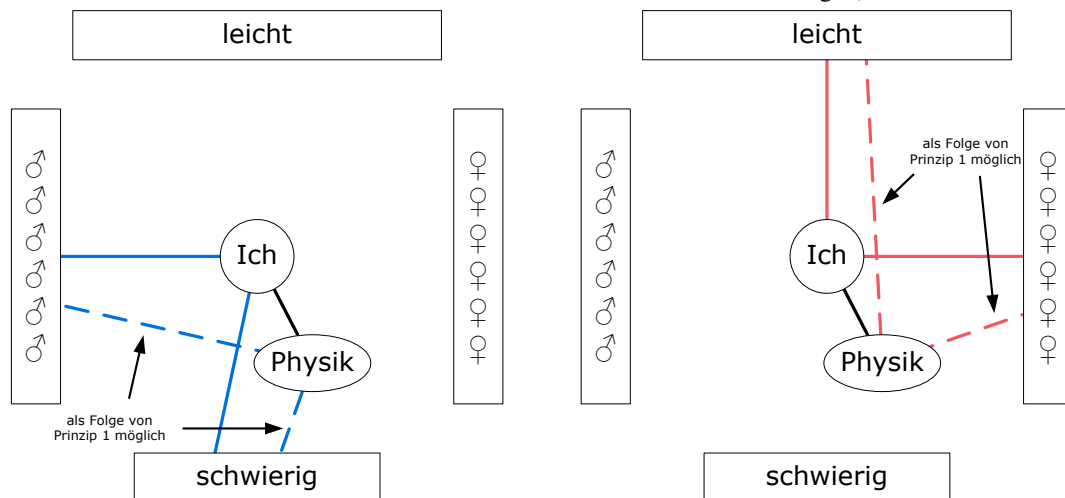 leicht
♂
♂
♂
♂
♂
♂
♀
♀
♀
♀
♀
Ich
Physik
als Folge von
Prinzip 1 möglich
schwierig
leicht
♂
♂
♂
♂
♂
als Folge von
Prinzip 1 möglich
♀
♀
♀
♀
♀
♀
Ich
Physik
schwierig